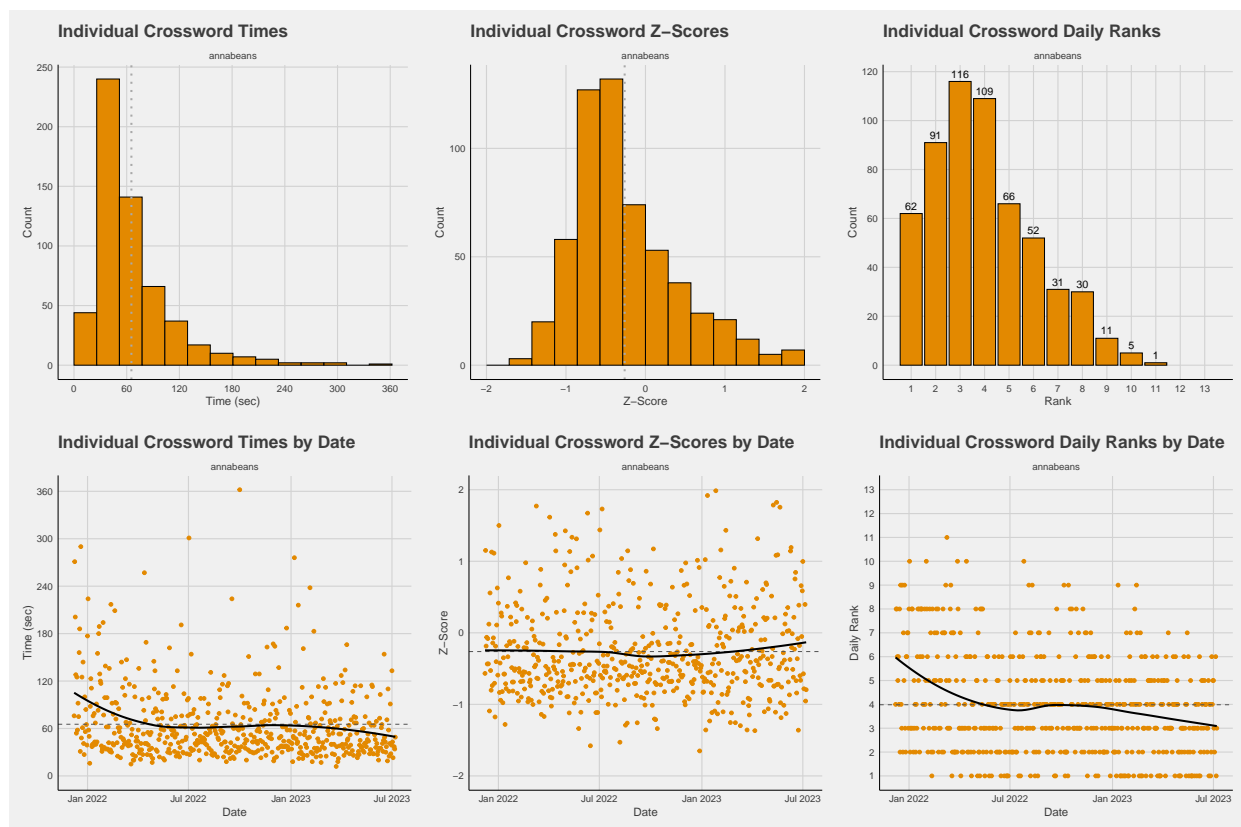 Individual Crossword Times
annabeans
250
200
150
100
50
0
Count
0 60 120 180 240 300 360
Time (sec)
Individual Crossword Z−Scores
annabeans
100
50
0
Count
−2 −1 0 1 2
Z−Score
Individual Crossword Daily Ranks
annabeans
120
100
80
60
40
20
0
Count
62 91 116 109 66 52 31 30 11 5 1
1 2 3 4 5 6 7 8 9 10 11 12 13
Rank
Individual Crossword Times by Date
annabeans
360
300
240
180
120
60
0
Time (sec)
Jan 2022 Jul 2022 Jan 2023 Jul 2023
Date
Individual Crossword Z−Scores by Date
annabeans
2
1
0
−1
−2
Z−Score
Jan 2022 Jul 2022 Jan 2023 Jul 2023
Date
Individual Crossword Daily Ranks by Date
annabeans
13
12
11
10
9
8
7
6
5
4
3
2
1
Daily Rank
Jan 2022 Jul 2022 Jan 2023 Jul 2023
Date